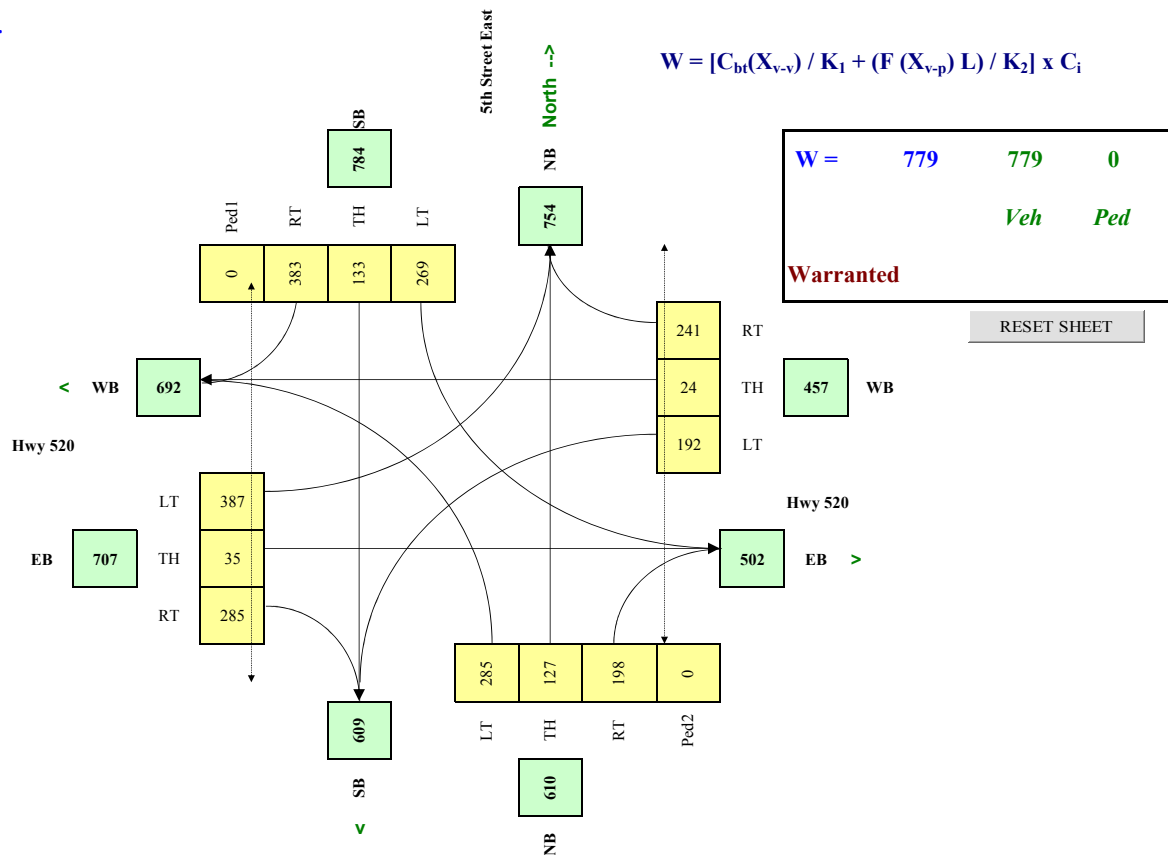 5th Street East
North -->
W = [Cbt(Xv-v) / K1 + (F (Xv-p) L) / K2] x Ci
SB
784
NB
754
W = 779 779 0
Veh Ped
Warranted
RESET SHEET
Ped1 RT TH LT
0 383 133 269
241 RT
24 TH
192 LT
457 WB
< WB 692
Hwy 520
LT 387
TH 35
RT 285
EB 707
Hwy 520
502 EB >
285 127 198 0
LT TH RT Ped2
609
SB
v
610
NB